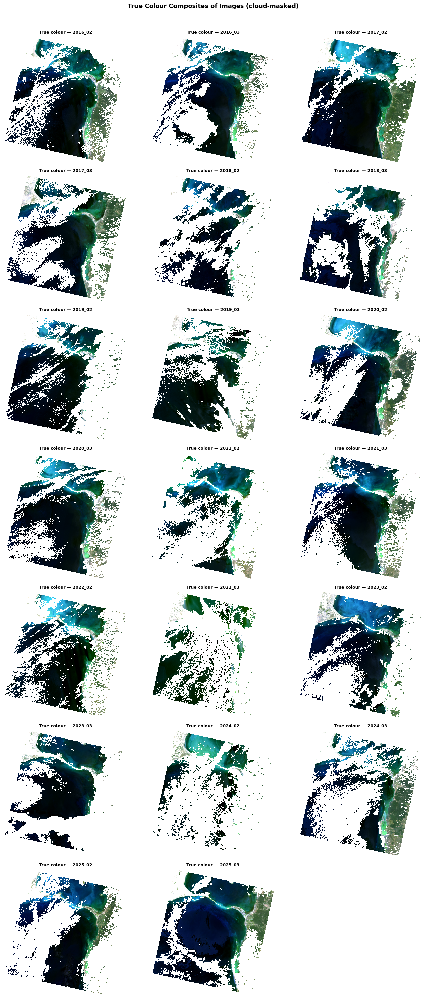 True Colour Composites of Images (cloud-masked)
True colour — 2016_02
True colour — 2016_03
True colour — 2017_02
True colour — 2017_03
True colour — 2018_02
True colour — 2018_03
True colour — 2019_02
True colour — 2019_03
True colour — 2020_02
True colour — 2020_03
True colour — 2021_02
True colour — 2021_03
True colour — 2022_02
True colour — 2022_03
True colour — 2023_02
True colour — 2023_03
True colour — 2024_02
True colour — 2024_03
True colour — 2025_02
True colour — 2025_03